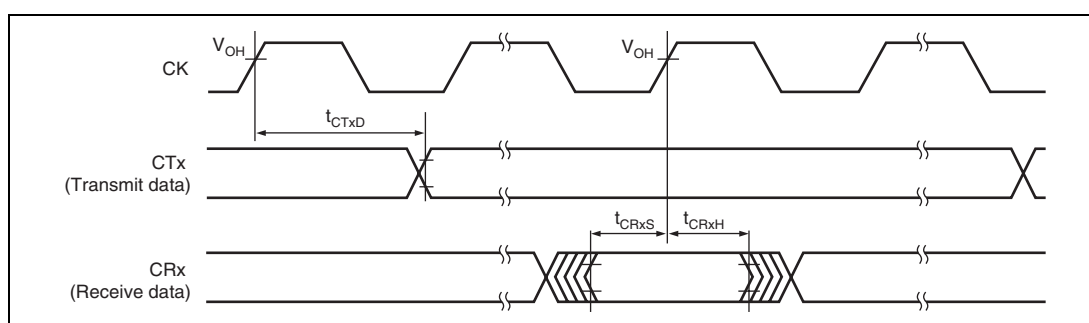 V_OH
V_OH
CK
t_CTxD
CTx
(Transmit data)
t_CRxS
t_CRxH
CRx
(Receive data)